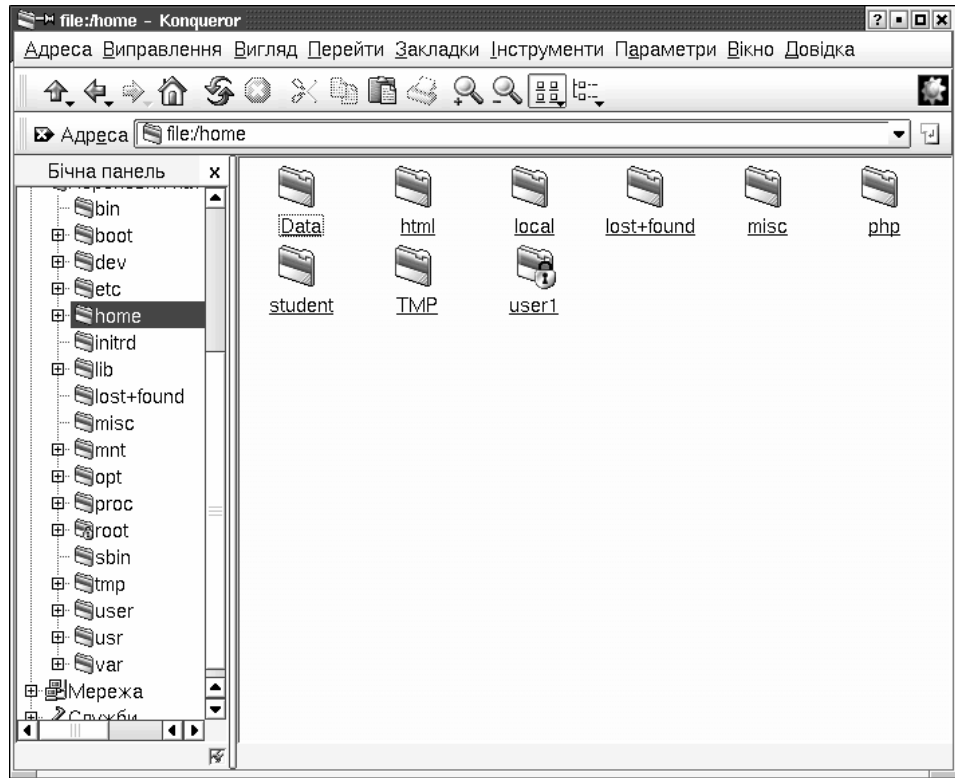 file:/home – Konqueror
Адреса Виправлення Вигляд Перейти Закладки Інструменти Параметри Вікно Довідка
Адреса file:/home
Бічна панель
bin
boot
dev
etc
home
initrd
lib
lost+found
misc
mnt
opt
proc
root
sbin
tmp
user
usr
var
Мережа
Служби
Data html local lost+found misc php
student TMP user1